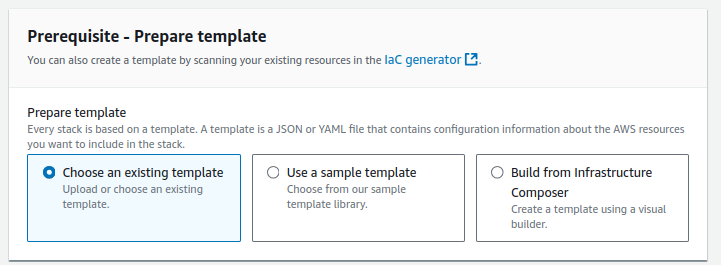 Prerequisite - Prepare template
You can also create a template by scanning your existing resources in the IaC generator.
Prepare template
Every stack is based on a template. A template is a JSON or YAML file that contains configuration information about the AWS resources
you want to include in the stack.
Choose an existing template
Upload or choose an existing
template.
Use a sample template
Choose from our sample
template library.
Build from Infrastructure
Composer
Create a template using a visual
builder.